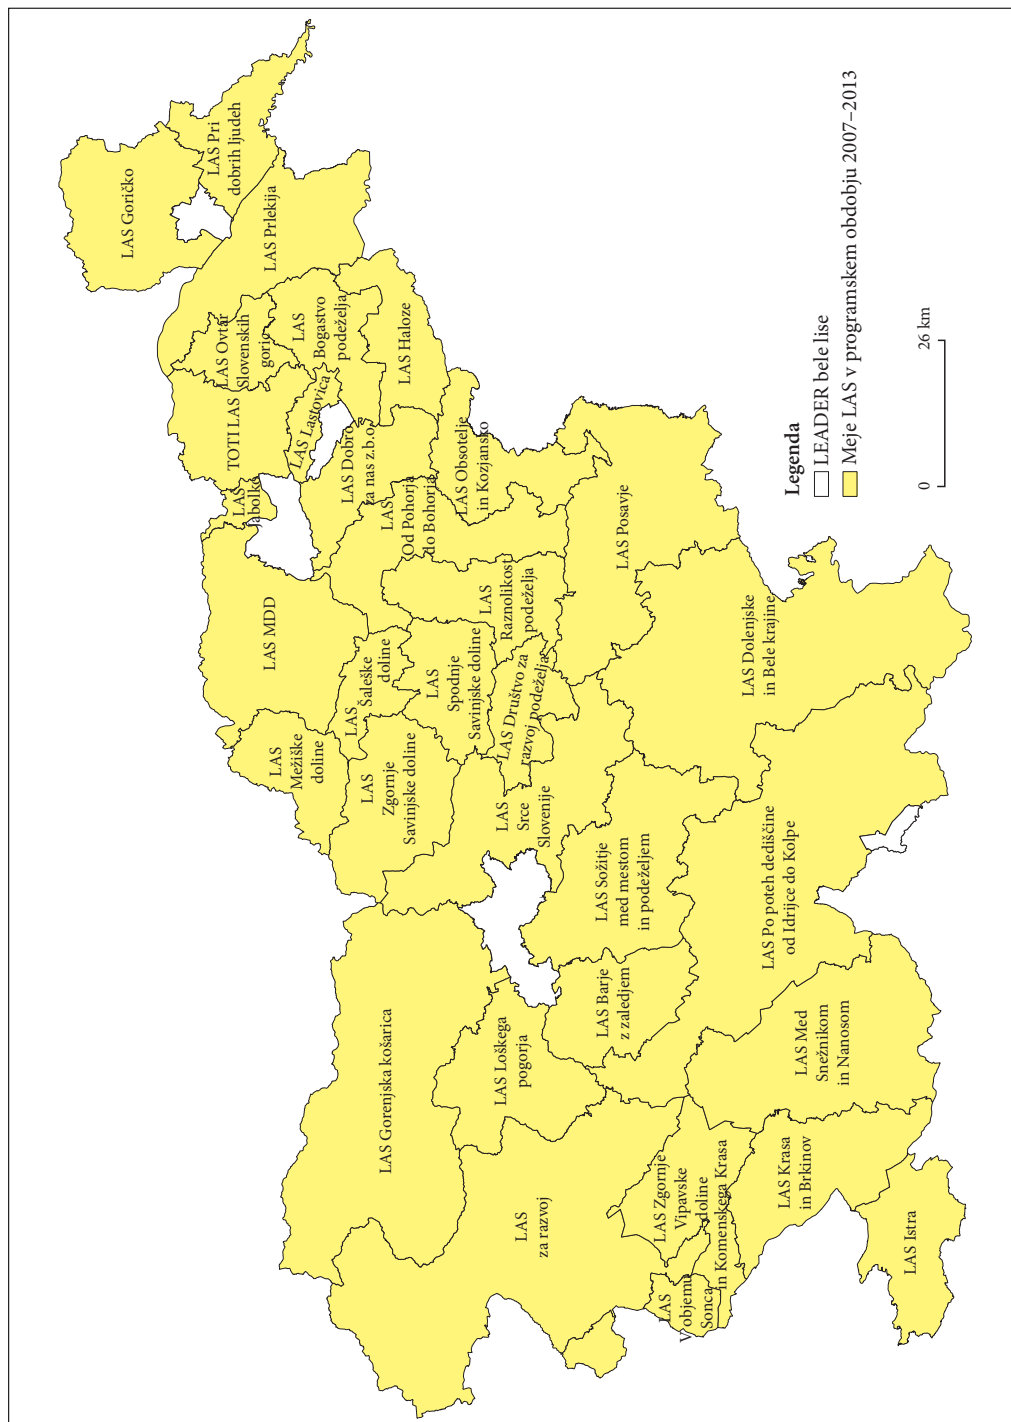 LAS Goričko
LAS Pri
dobrih ljudeh
LAS Prlekija
LAS Ovtar
Slovenskih
goric
LAS
Bogastvo
podeželja
LAS Haloze
TOTI LAS
LAS Lastovica
LAS Dobro
za nas z.b.o.
LAS
Jabolko
LAS
Od Pohorja
do Bohorja
LAS Obsotelje
in Kozjansko
LAS MDD
LAS
Mežiške
doline
LAS
Šaleške
doline
LAS
Zgornje
Savinjske doline
LAS
Spodnje
Savinjske doline
LAS
Raznolikost
podeželja
LAS Društvo za
razvoj podeželja
LAS
Srce
Slovenije
LAS Posavje
LAS Dolenjske
in Bele krajine
LAS Sožitje
med mestom
in podeželjem
LAS Po poteh dediščine
od Idrijce do Kolpe
LAS Barje
z zaledjem
LAS Gorenjska košarica
LAS Loškega
pogorja
LAS Med
Snežnikom
in Nanosom
LAS
za razvoj
LAS Zgornje
Vipavske
doline
in Komenskega Krasa
LAS
V objemu
Sonca
LAS Krasa
in Brkinov
LAS Istra
Legenda
LEADER bele lise
Meje LAS v programskem obdobju 2007–2013
0 26 km